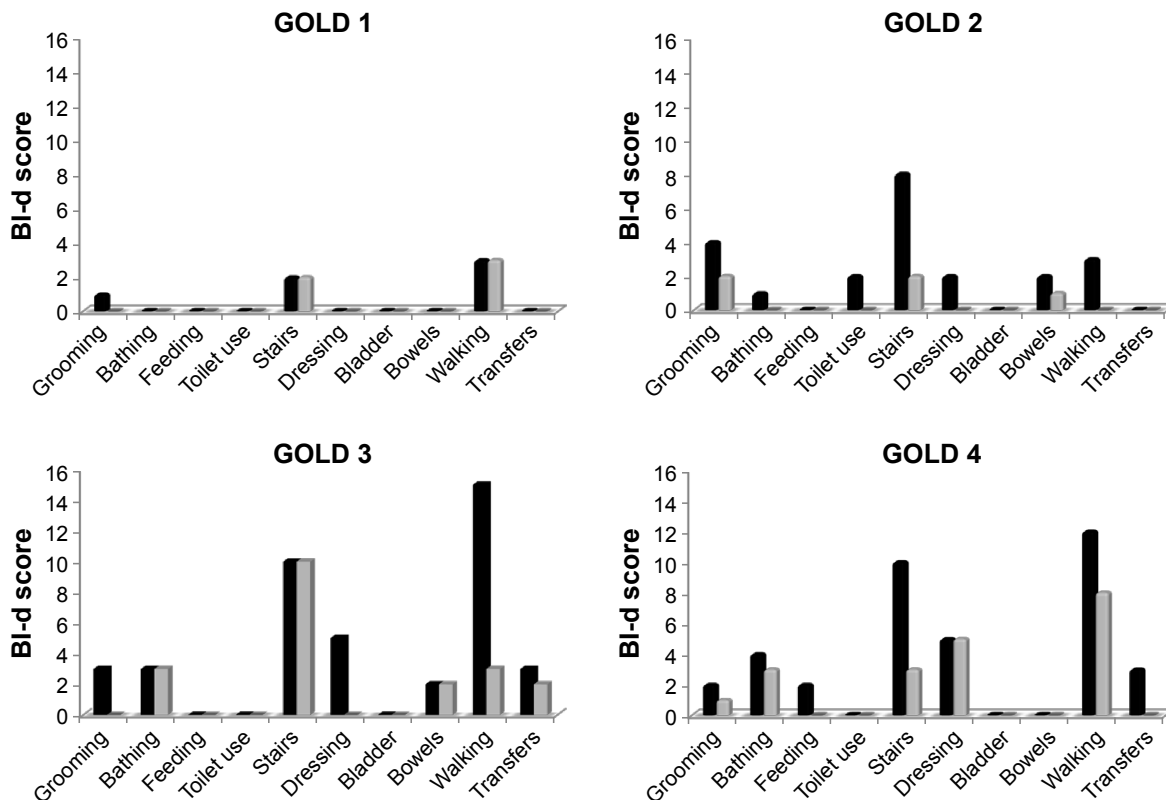 GOLD 1
16
14
12
10
8
6
4
2
0
BI-d score
Grooming
Bathing
Feeding
Toilet use
Stairs
Dressing
Bladder
Bowels
Walking
Transfers
GOLD 2
16
14
12
10
8
6
4
2
0
BI-d score
Grooming
Bathing
Feeding
Toilet use
Stairs
Dressing
Bladder
Bowels
Walking
Transfers
GOLD 3
16
14
12
10
8
6
4
2
0
BI-d score
Grooming
Bathing
Feeding
Toilet use
Stairs
Dressing
Bladder
Bowels
Walking
Transfers
GOLD 4
16
14
12
10
8
6
4
2
0
BI-d score
Grooming
Bathing
Feeding
Toilet use
Stairs
Dressing
Bladder
Bowels
Walking
Transfers